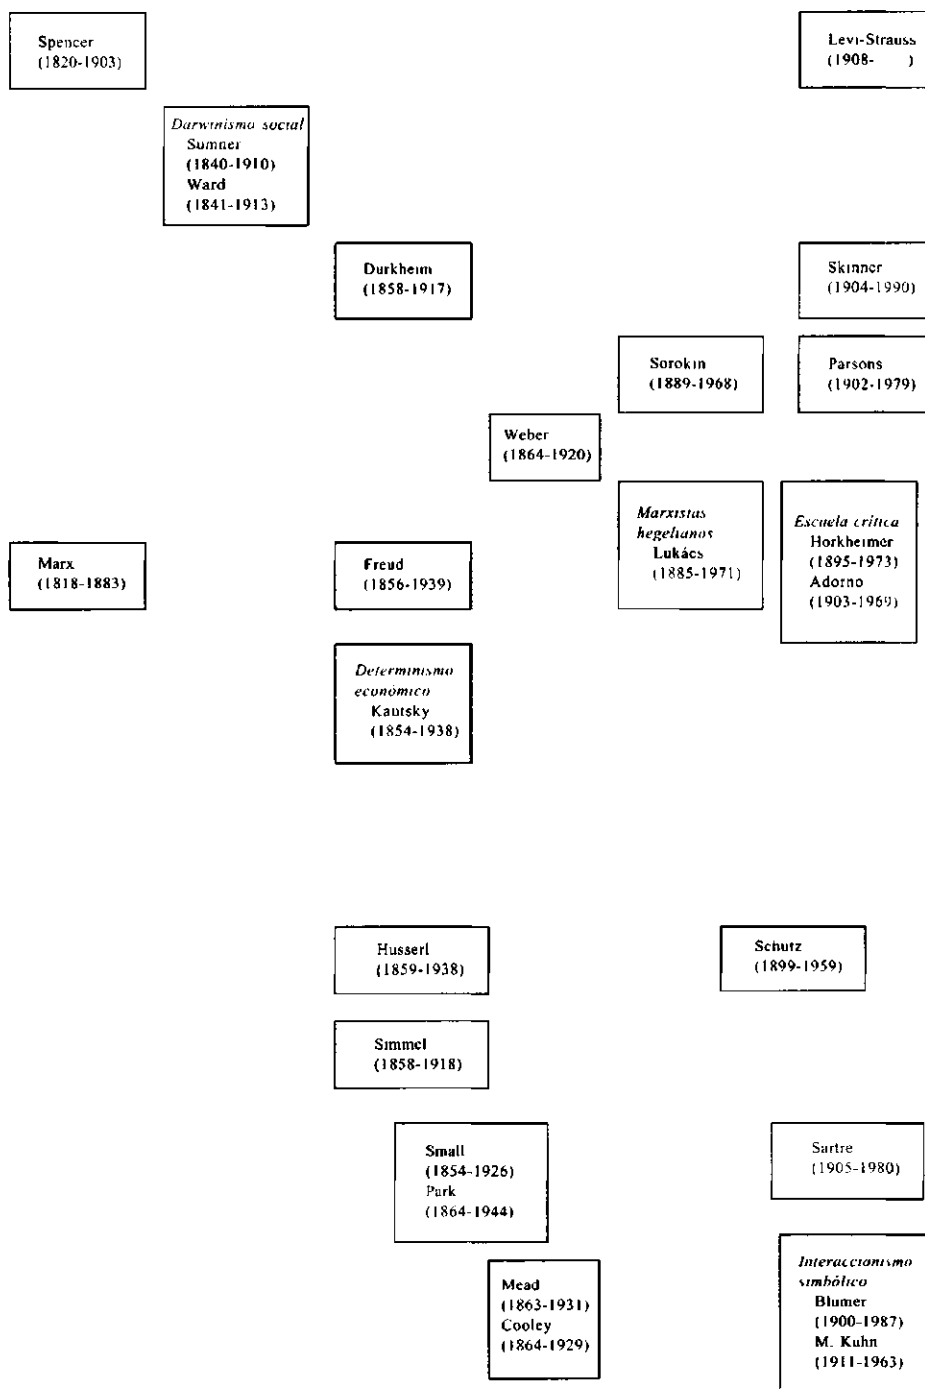 Spencer
(1820-1903)
Levi-Strauss
(1908-      )
Darwinismo social
Sumner
(1840-1910)
Ward
(1841-1913)
Durkheim
(1858-1917)
Skinner
(1904-1990)
Sorokin
(1889-1968)
Parsons
(1902-1979)
Weber
(1864-1920)
Marxistas
hegelianos
Lukács
(1885-1971)
Escuela crítica
Horkheimer
(1895-1973)
Adorno
(1903-1969)
Marx
(1818-1883)
Freud
(1856-1939)
Determinismo
económico
Kautsky
(1854-1938)
Husserl
(1859-1938)
Schutz
(1899-1959)
Simmel
(1858-1918)
Small
(1854-1926)
Park
(1864-1944)
Sartre
(1905-1980)
Mead
(1863-1931)
Cooley
(1864-1929)
Interaccionismo
simbólico
Blumer
(1900-1987)
M. Kuhn
(1911-1963)